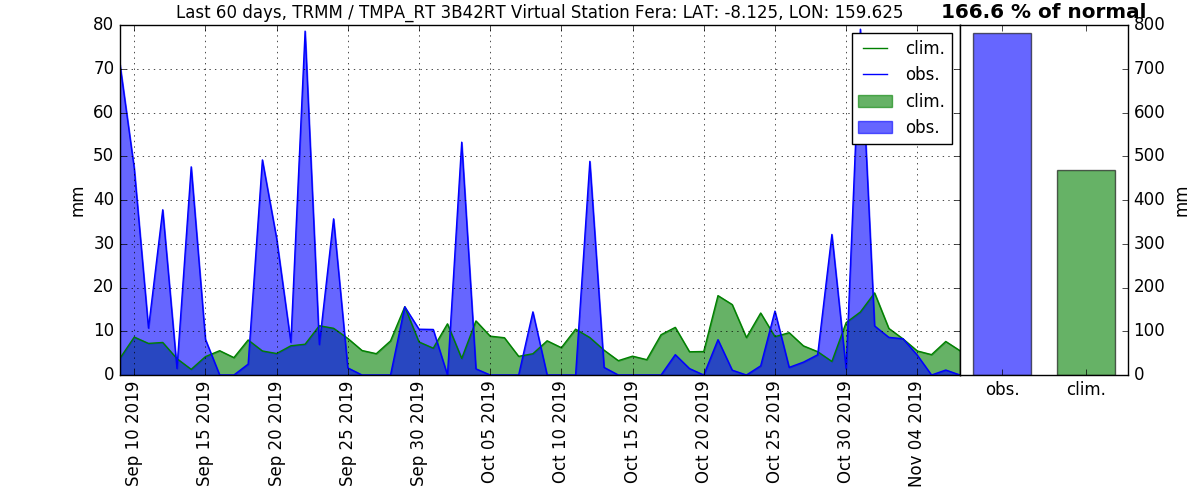 Last 60 days, TRMM / TMPA_RT 3B42RT Virtual Station Fera: LAT: -8.125, LON: 159.625
166.6 % of normal
80
70
60
50
40
30
20
10
0
mm
clim.
obs.
clim.
obs.
Sep 10 2019
Sep 15 2019
Sep 20 2019
Sep 25 2019
Sep 30 2019
Oct 05 2019
Oct 10 2019
Oct 15 2019
Oct 20 2019
Oct 25 2019
Oct 30 2019
Nov 04 2019
800
700
600
500
400
300
200
100
0
mm
obs.
clim.